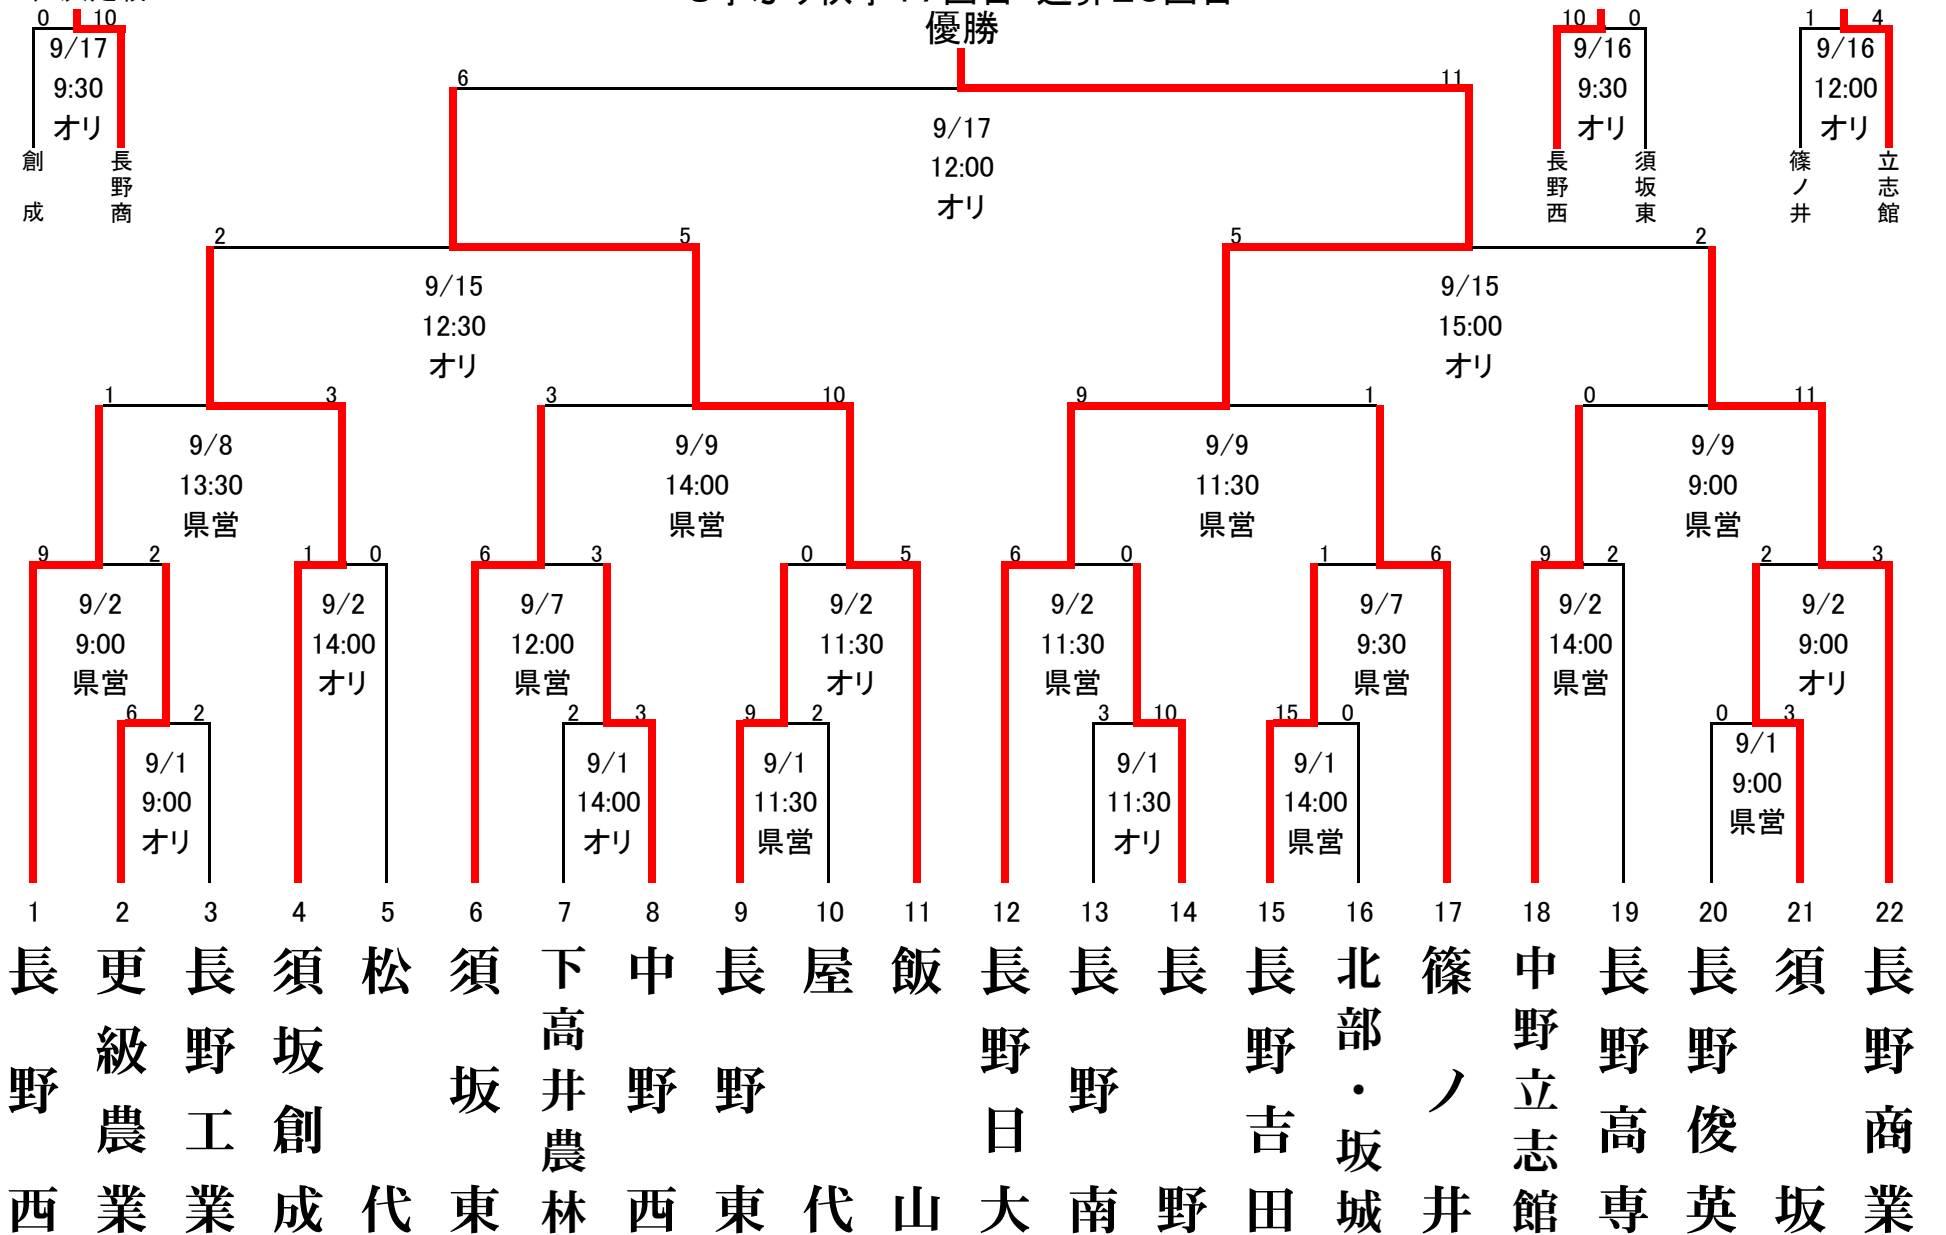 0 10
9/17
9:30
オリ
創成
長野商
優勝
10 0
9/16
9:30
オリ
長野西
須坂東
1 4
9/16
12:00
オリ
篠ノ井
立志館
6 11
9/17
12:00
オリ
2 5
9/15
12:30
オリ
5 2
9/15
15:00
オリ
1 3
9/8
13:30
県営
3 10
9/9
14:00
県営
9 1
9/9
11:30
県営
0 11
9/9
9:00
県営
9 2
9/2
9:00
県営
1 0
9/2
14:00
オリ
6 3
9/7
12:00
県営
0 5
9/2
11:30
オリ
6 0
9/2
11:30
県営
1 6
9/7
9:30
県営
9 2
9/2
14:00
県営
2 3
9/2
9:00
オリ
6 2
9/1
9:00
オリ
2 3
9/1
14:00
オリ
9 2
9/1
11:30
県営
3 10
9/1
11:30
オリ
15 0
9/1
14:00
県営
0 3
9/1
9:00
県営
1 2 3 4 5 6 7 8 9 10 11 12 13 14 15 16 17 18 19 20 21 22
長野西
更級農業
長野工業
須坂創成
松代
須坂東
下高井農林
中野西
長野東
屋代
飯山
長野日大
長野南
長野
長野吉田
北部・坂城
篠ノ井
中野立志館
長野高専
長野俊英
須坂
長野商業